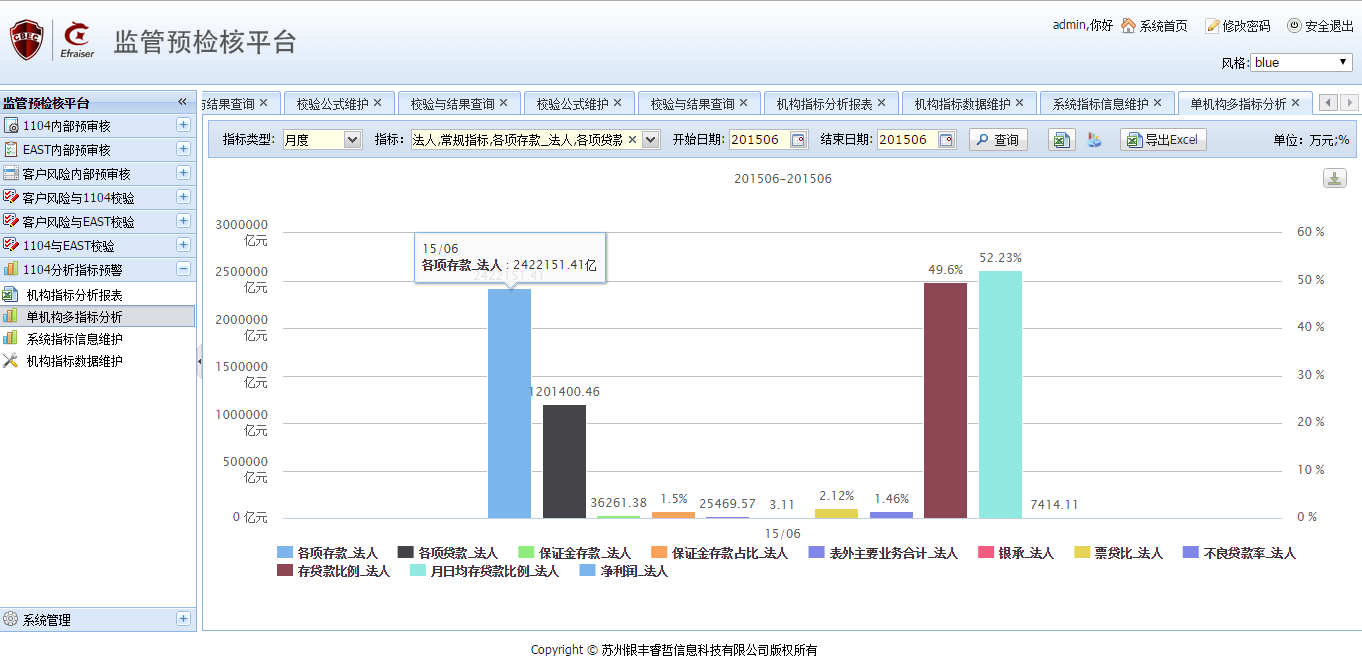 CBEC
Efraiser
监管预检核平台
admin,你好 系统首页 修改密码 安全退出
风格: blue
监管预检核平台
1104内部预审核
EAST内部预审核
客户风险内部预审核
客户风险与1104校验
客户风险与EAST校验
1104与EAST校验
1104分析指标预警
机构指标分析报表
单机构多指标分析
系统指标信息维护
机构指标数据维护
系统管理
与结果查询 校验公式维护 校验与结果查询 校验公式维护 校验与结果查询 机构指标分析报表 机构指标数据维护 系统指标信息维护 单机构多指标分析
指标类型: 月度 指标: 法人,常规指标,各项存款_法人,各项贷款 开始日期: 201506 结束日期: 201506 查询 导出Excel 单位: 万元;%
201506-201506
3000000 亿元
2500000 亿元
2000000 亿元
1500000 亿元
1000000 亿元
500000 亿元
0 亿元
15/06
各项存款_法人 : 2422151.41亿
2422151.41
1201400.46
36261.38
1.5%
25469.57
3.11
2.12%
1.46%
49.6%
52.23%
7414.11
60 %
50 %
40 %
30 %
20 %
10 %
0 %
15/06
各项存款_法人 各项贷款_法人 保证金存款_法人 保证金存款占比_法人 表外主要业务合计_法人 银承_法人 票贷比_法人 不良贷款率_法人
存贷款比例_法人 月日均存贷款比例_法人 净利润_法人
Copyright © 苏州银丰睿哲信息科技有限公司版权所有